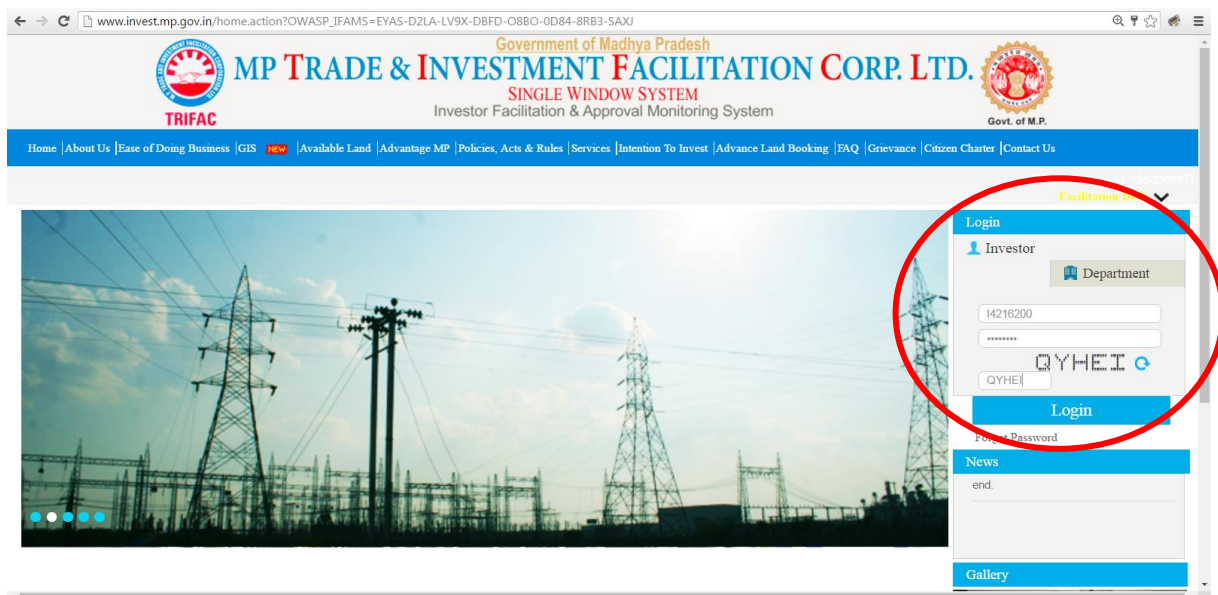 www.invest.mp.gov.in/home.action?OWASP_IFAMS=EYAS-D2LA-LV9X-DBFD-O8BO-0D84-8RB3-SAXJ
Government of Madhya Pradesh
MP TRADE & INVESTMENT FACILITATION CORP. LTD.
SINGLE WINDOW SYSTEM
Investor Facilitation & Approval Monitoring System
TRIFAC
Govt. of M.P.
Home |About Us |Ease of Doing Business |GIS NEW |Available Land |Advantage MP |Policies, Acts & Rules |Services |Intention To Invest |Advance Land Booking |FAQ |Grievance |Citizen Charter |Contact Us
Facilitation
Login
Investor
Department
I4216200
••••••••
QYHEI
QYHEI
Login
Forgot Password
News
end.
Gallery